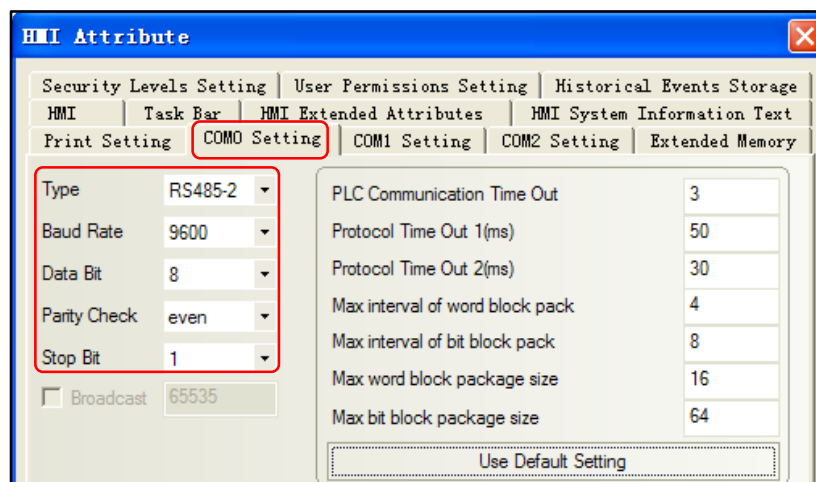 HMI Attribute
Security Levels Setting User Permissions Setting Historical Events Storage
HMI Task Bar HMI Extended Attributes HMI System Information Text
Print Setting COM0 Setting COM1 Setting COM2 Setting Extended Memory
Type RS485-2
Baud Rate 9600
Data Bit 8
Parity Check even
Stop Bit 1
Broadcast 65535
PLC Communication Time Out 3
Protocol Time Out 1(ms) 50
Protocol Time Out 2(ms) 30
Max interval of word block pack 4
Max interval of bit block pack 8
Max word block package size 16
Max bit block package size 64
Use Default Setting